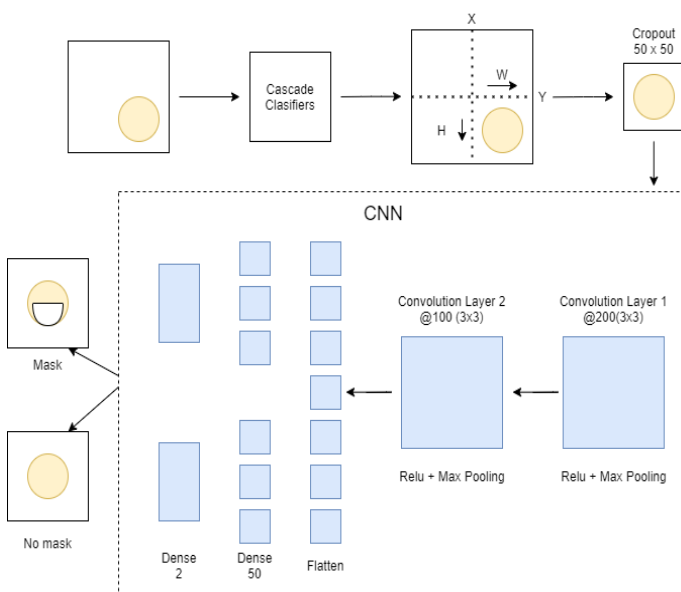 Cascade
Clasifiers
X
W
Y
H
Cropout
50 x 50
CNN
Convolution Layer 2
@100 (3x3)
Convolution Layer 1
@200(3x3)
Relu + Max Pooling
Relu + Max Pooling
Mask
No mask
Dense
2
Dense
50
Flatten